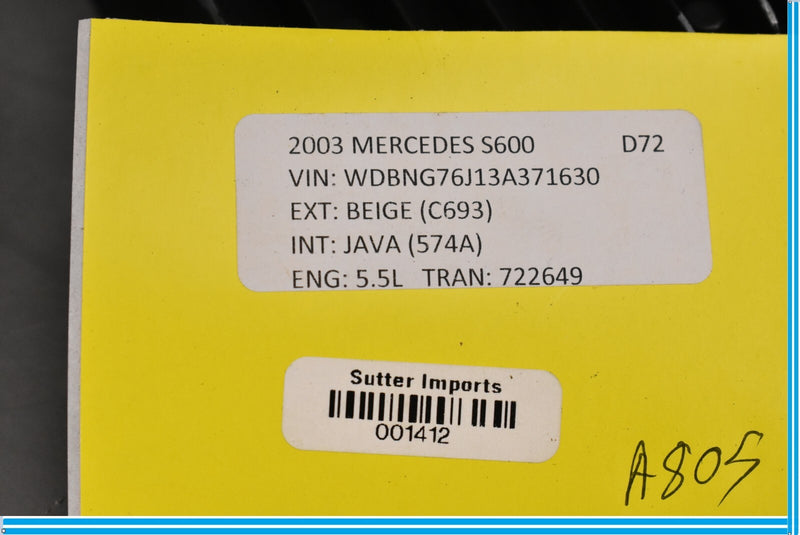 2003 MERCEDES S600 D72
VIN: WDBNG76J13A371630
EXT: BEIGE (C693)
INT: JAVA (574A)
ENG: 5.5L TRAN: 722649
Sutter Imports
001412
A805